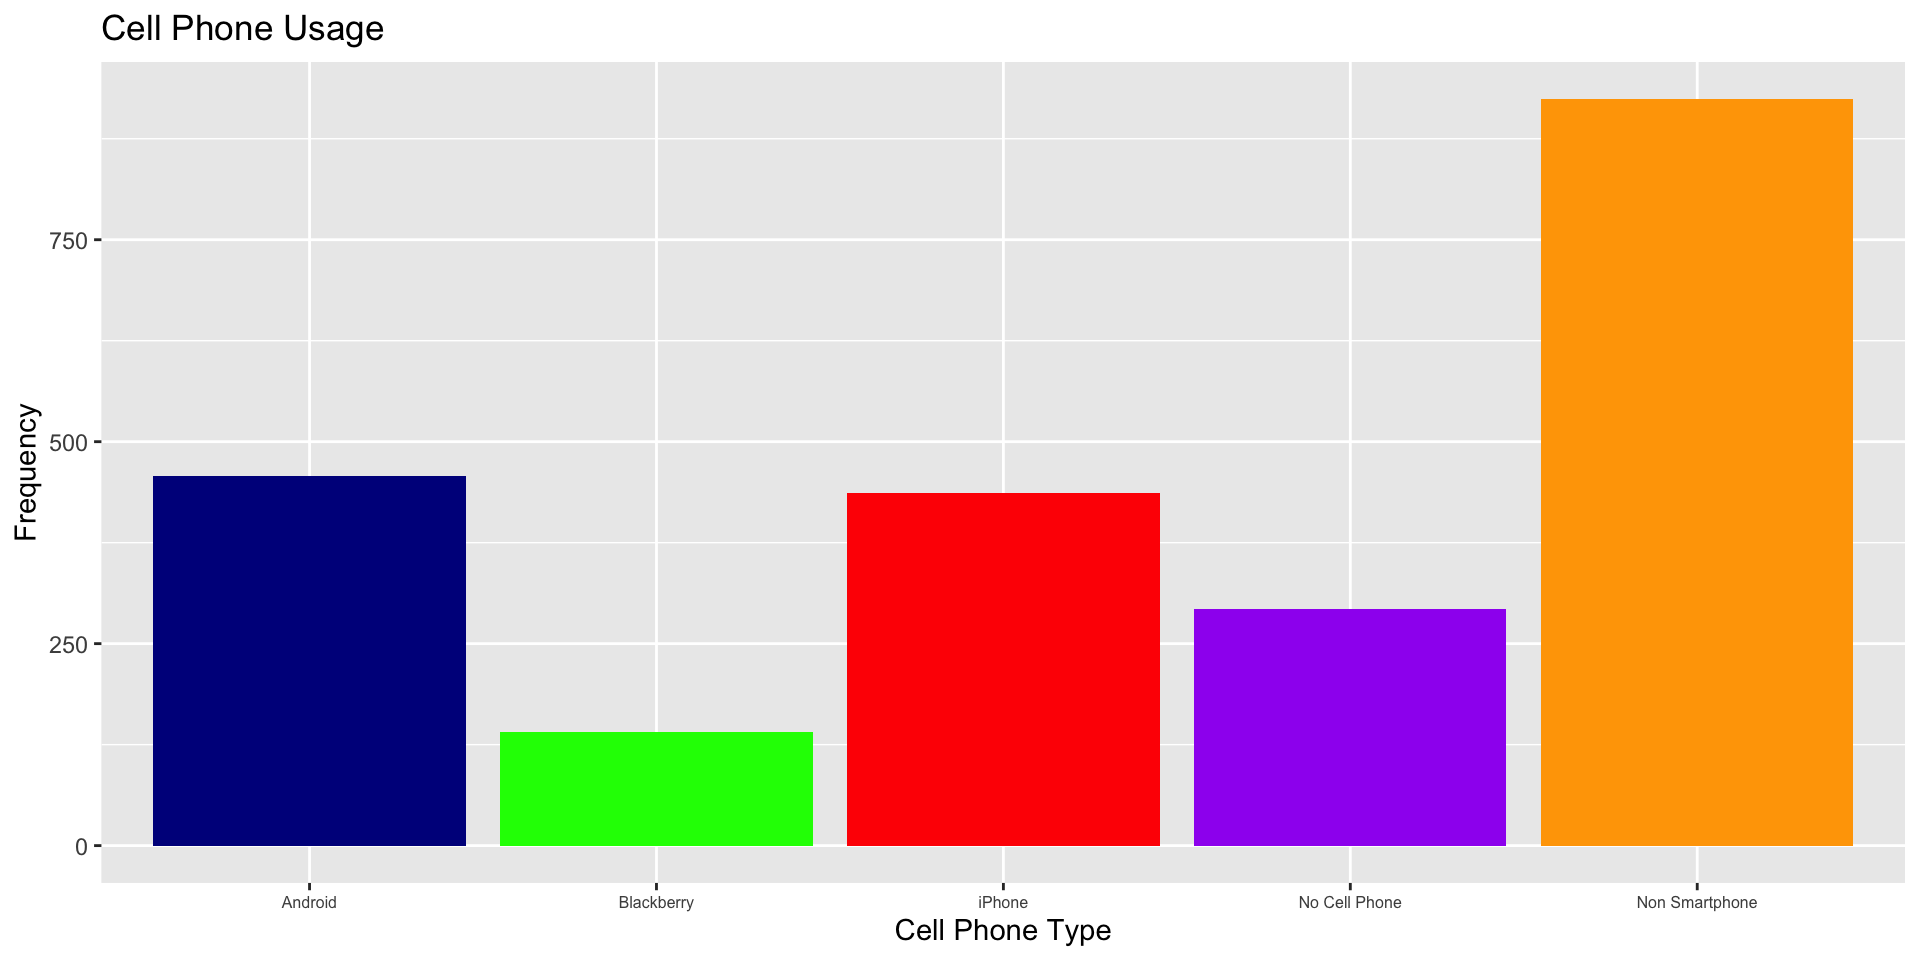 Cell Phone Usage
Frequency
750
500
250
0
Android
Blackberry
iPhone
No Cell Phone
Non Smartphone
Cell Phone Type